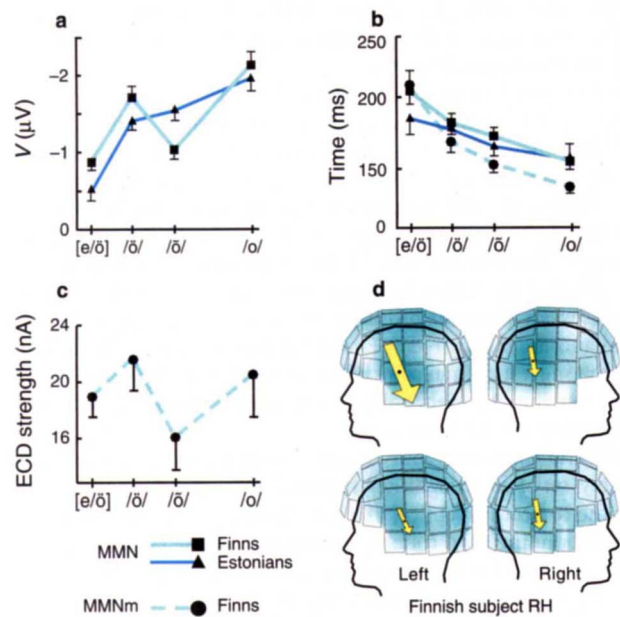 a
V (μV)
–2
–1
0
[e/ö] /ö/ /õ/ /o/
b
Time (ms)
250
200
150
0
[e/ö] /ö/ /õ/ /o/
c
ECD strength (nA)
24
20
16
[e/ö] /ö/ /õ/ /o/
MMN
Finns
Estonians
MMNm
Finns
d
Left Right
Finnish subject RH